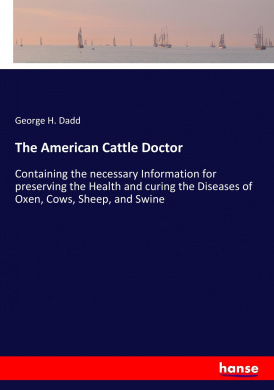 George H. Dadd
The American Cattle Doctor
Containing the necessary Information for
preserving the Health and curing the Diseases of
Oxen, Cows, Sheep, and Swine
hanse